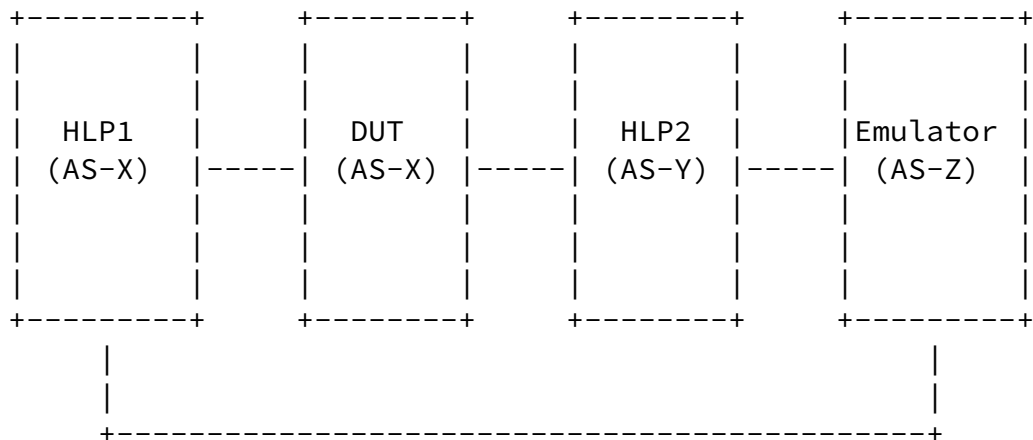 HLP1 DUT HLP2 Emulator
(AS-X) (AS-X) (AS-Y) (AS-Z)